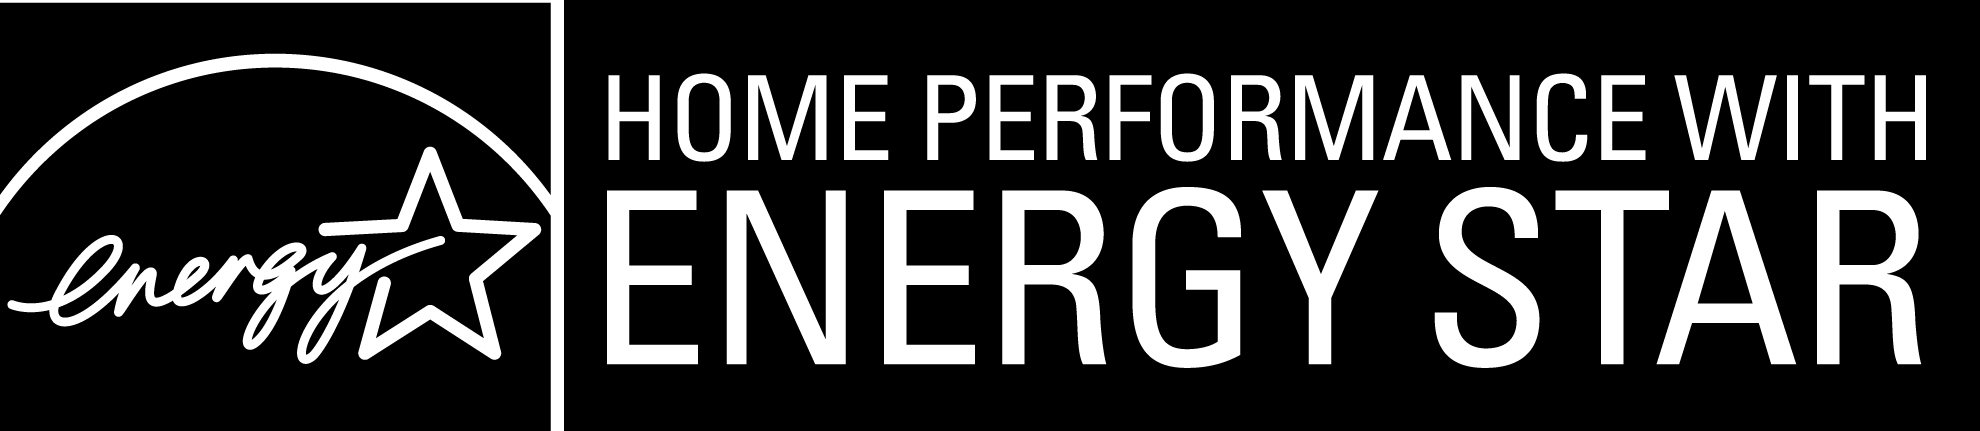 energy
HOME PERFORMANCE WITH
ENERGY STAR